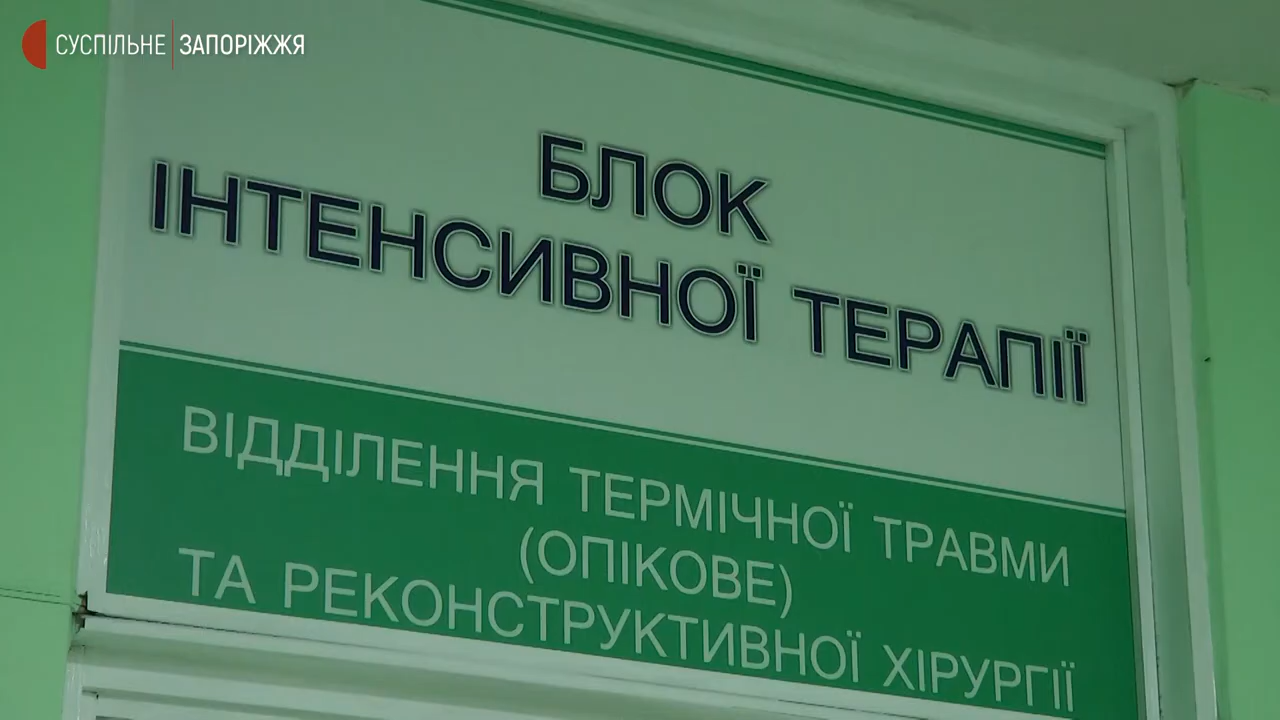 СУСПІЛЬНЕ ЗАПОРІЖЖЯ
БЛОК
ІНТЕНСИВНОЇ ТЕРАПІЇ
ВІДДІЛЕННЯ ТЕРМІЧНОЇ ТРАВМИ
(ОПІКОВЕ)
ТА РЕКОНСТРУКТИВНОЇ ХІРУРГІЇ